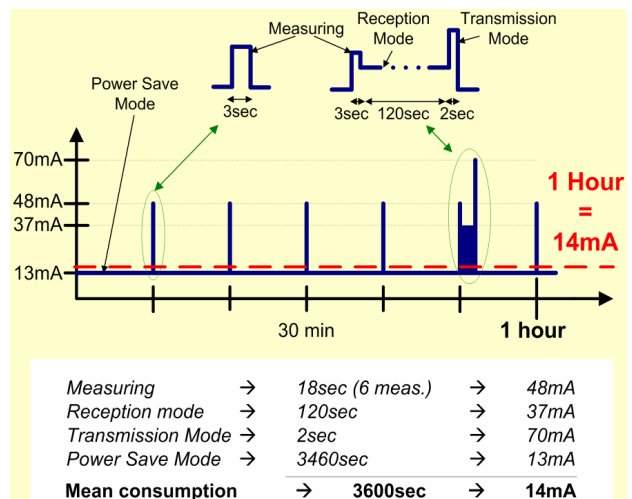 Measuring
Reception Mode
Transmission Mode
Power Save Mode
3sec
3sec 120sec 2sec
70mA
48mA
37mA
13mA
1 Hour
=
14mA
30 min
1 hour
Measuring → 18sec (6 meas.) → 48mA
Reception mode → 120sec → 37mA
Transmission Mode → 2sec → 70mA
Power Save Mode → 3460sec → 13mA
Mean consumption → 3600sec → 14mA